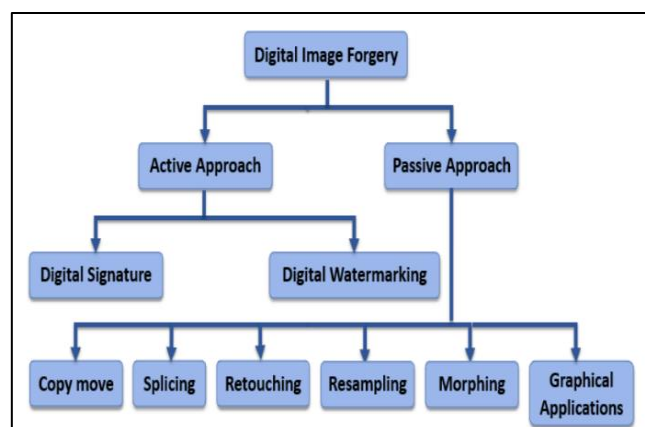 Digital Image Forgery
Active Approach
Passive Approach
Digital Signature
Digital Watermarking
Copy move
Splicing
Retouching
Resampling
Morphing
Graphical
Applications